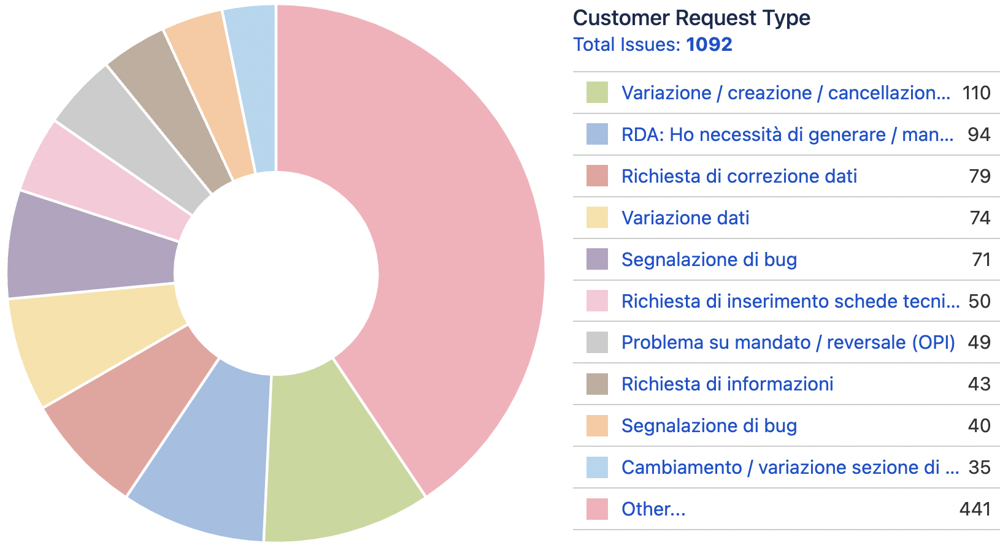 Customer Request Type
Total Issues: 1092
Variazione / creazione / cancellazion... 110
RDA: Ho necessità di generare / man... 94
Richiesta di correzione dati 79
Variazione dati 74
Segnalazione di bug 71
Richiesta di inserimento schede tecni... 50
Problema su mandato / reversale (OPI) 49
Richiesta di informazioni 43
Segnalazione di bug 40
Cambiamento / variazione sezione di ... 35
Other... 441